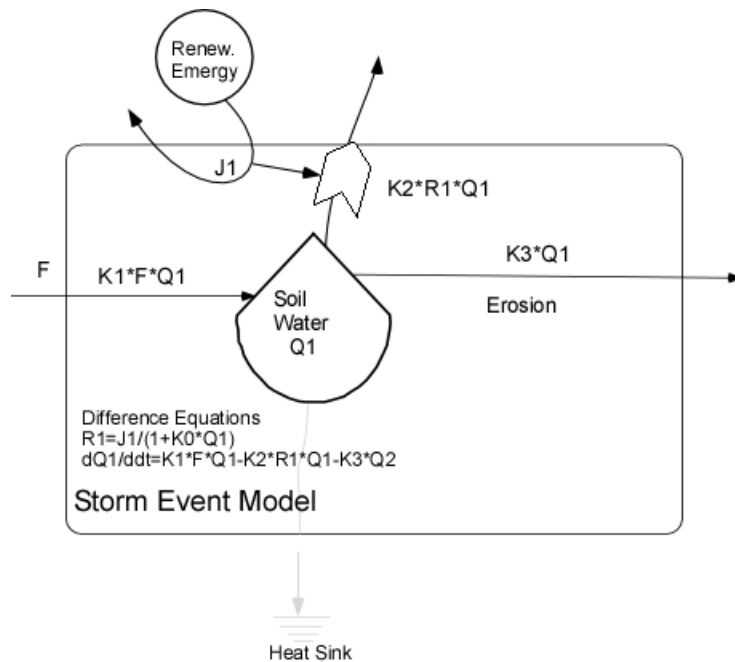 Renew.
Emergy
J1
K2*R1*Q1
F
K1*F*Q1
K3*Q1
Soil
Water
Q1
Erosion
Difference Equations
R1=J1/(1+K0*Q1)
dQ1/ddt=K1*F*Q1-K2*R1*Q1-K3*Q2
Storm Event Model
Heat Sink